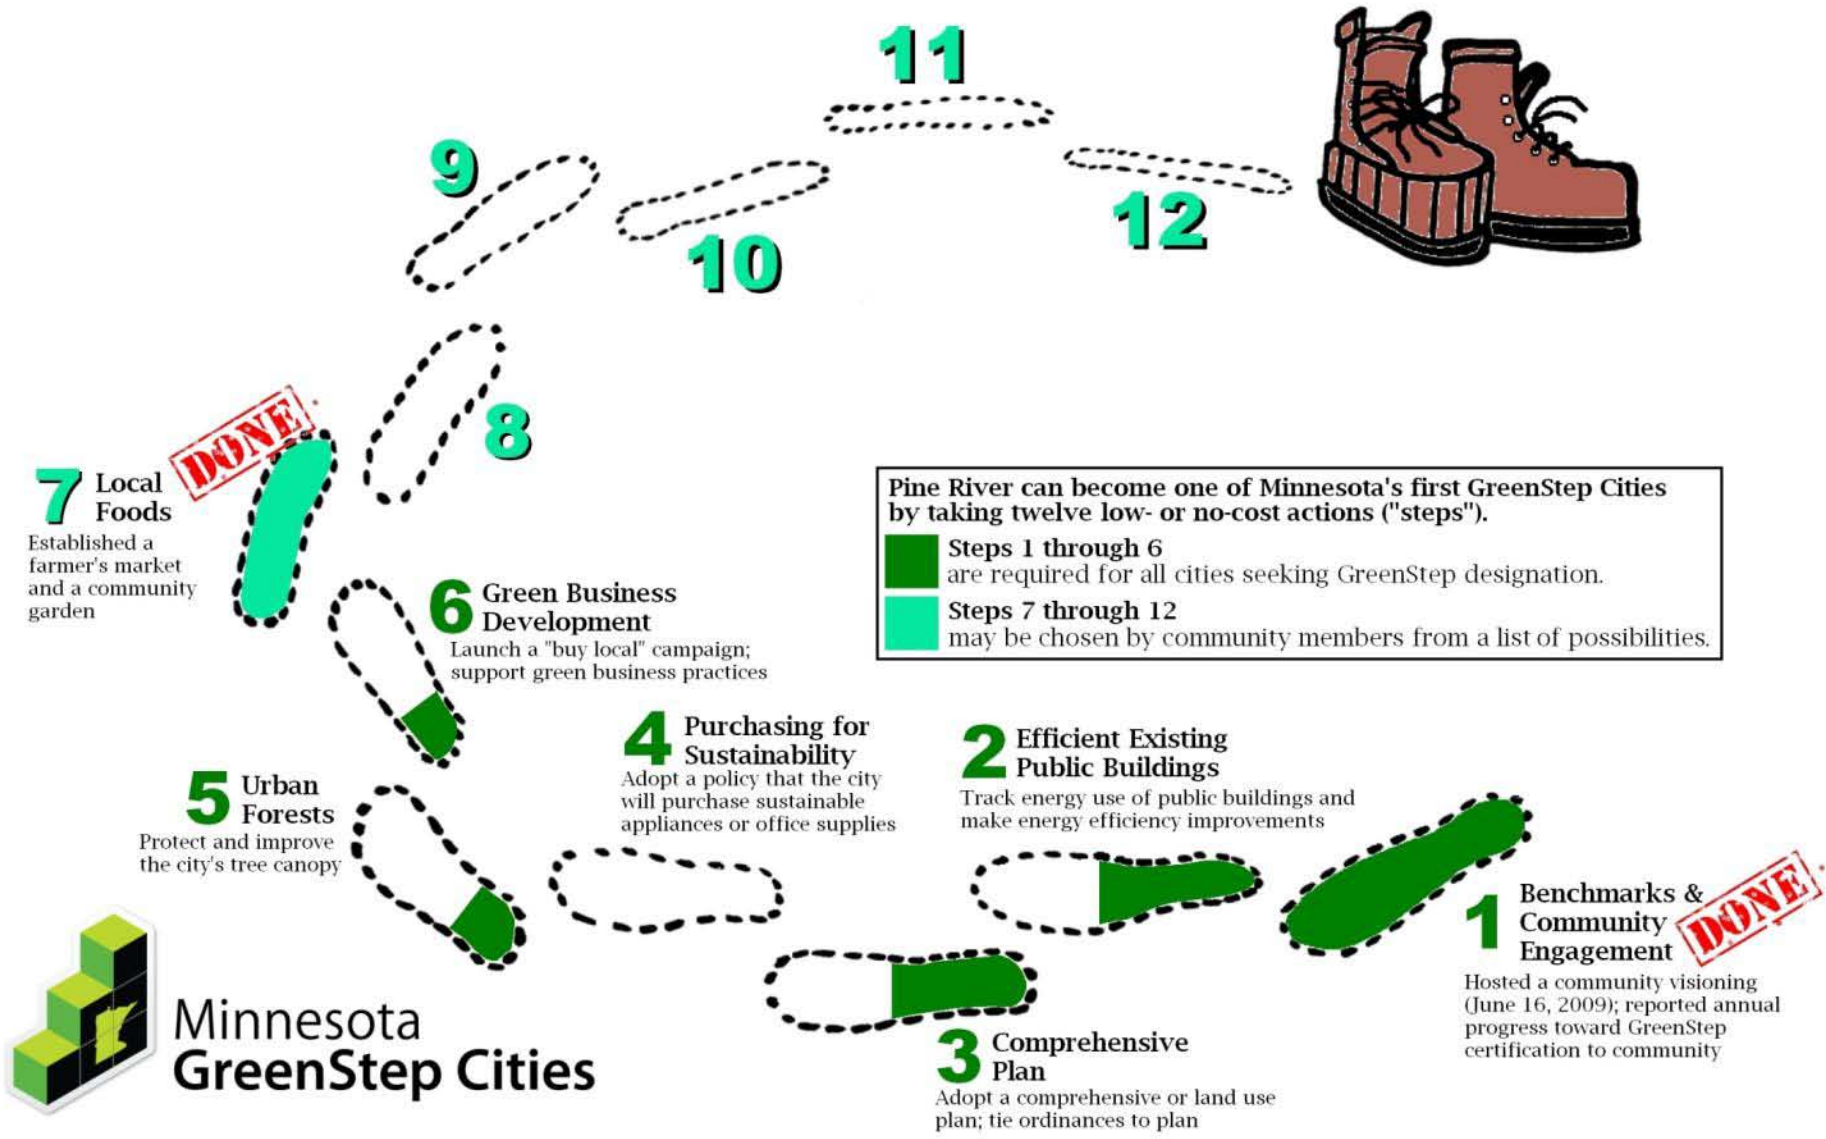 11
9
10
12
8
DONE
7 Local
Foods
Established a
farmer's market
and a community
garden
6 Green Business
Development
Launch a "buy local" campaign;
support green business practices
Pine River can become one of Minnesota's first GreenStep Cities
by taking twelve low- or no-cost actions ("steps").
Steps 1 through 6
are required for all cities seeking GreenStep designation.
Steps 7 through 12
may be chosen by community members from a list of possibilities.
5 Urban
Forests
Protect and improve
the city's tree canopy
4 Purchasing for
Sustainability
Adopt a policy that the city
will purchase sustainable
appliances or office supplies
2 Efficient Existing
Public Buildings
Track energy use of public buildings and
make energy efficiency improvements
1 Benchmarks &
Community
Engagement
DONE
Hosted a community visioning
(June 16, 2009); reported annual
progress toward GreenStep
certification to community
3 Comprehensive
Plan
Adopt a comprehensive or land use
plan; tie ordinances to plan
Minnesota
GreenStep Cities